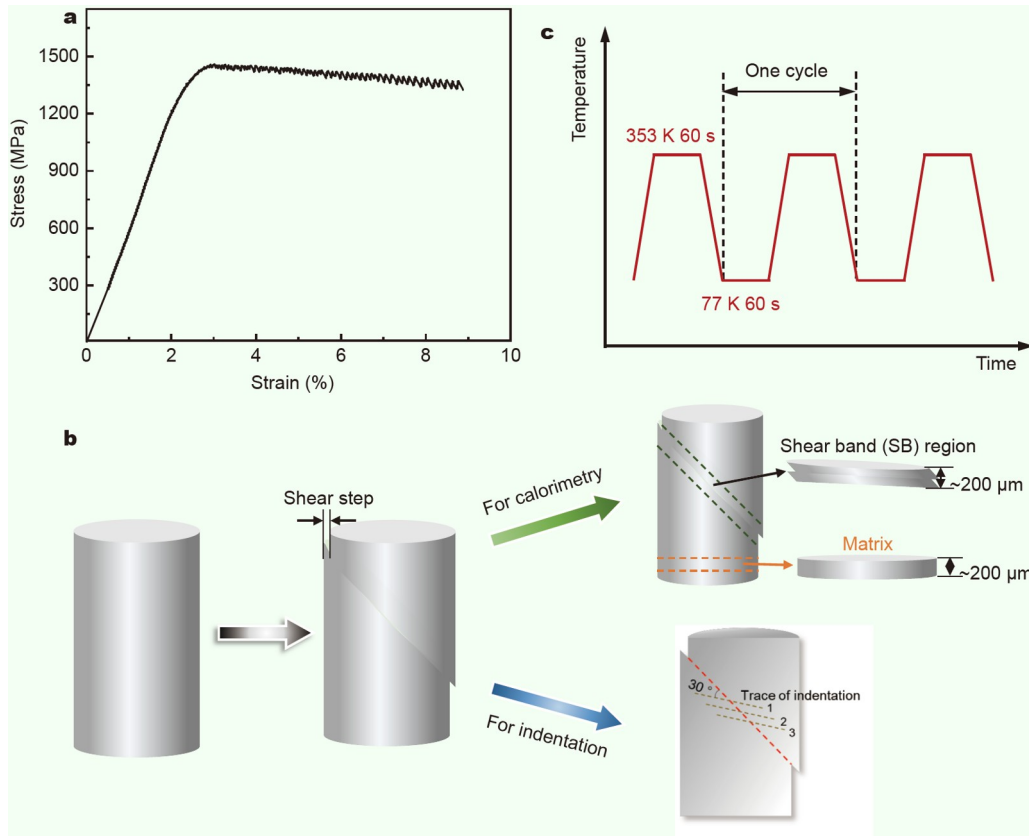 a
1500
1200
900
600
300
0
0 2 4 6 8 10
Stress (MPa)
Strain (%)
c
Temperature
One cycle
353 K 60 s
77 K 60 s
Time
b
Shear step
For calorimetry
Shear band (SB) region
~200 μm
Matrix
~200 μm
For indentation
30 °
Trace of indentation
1
2
3